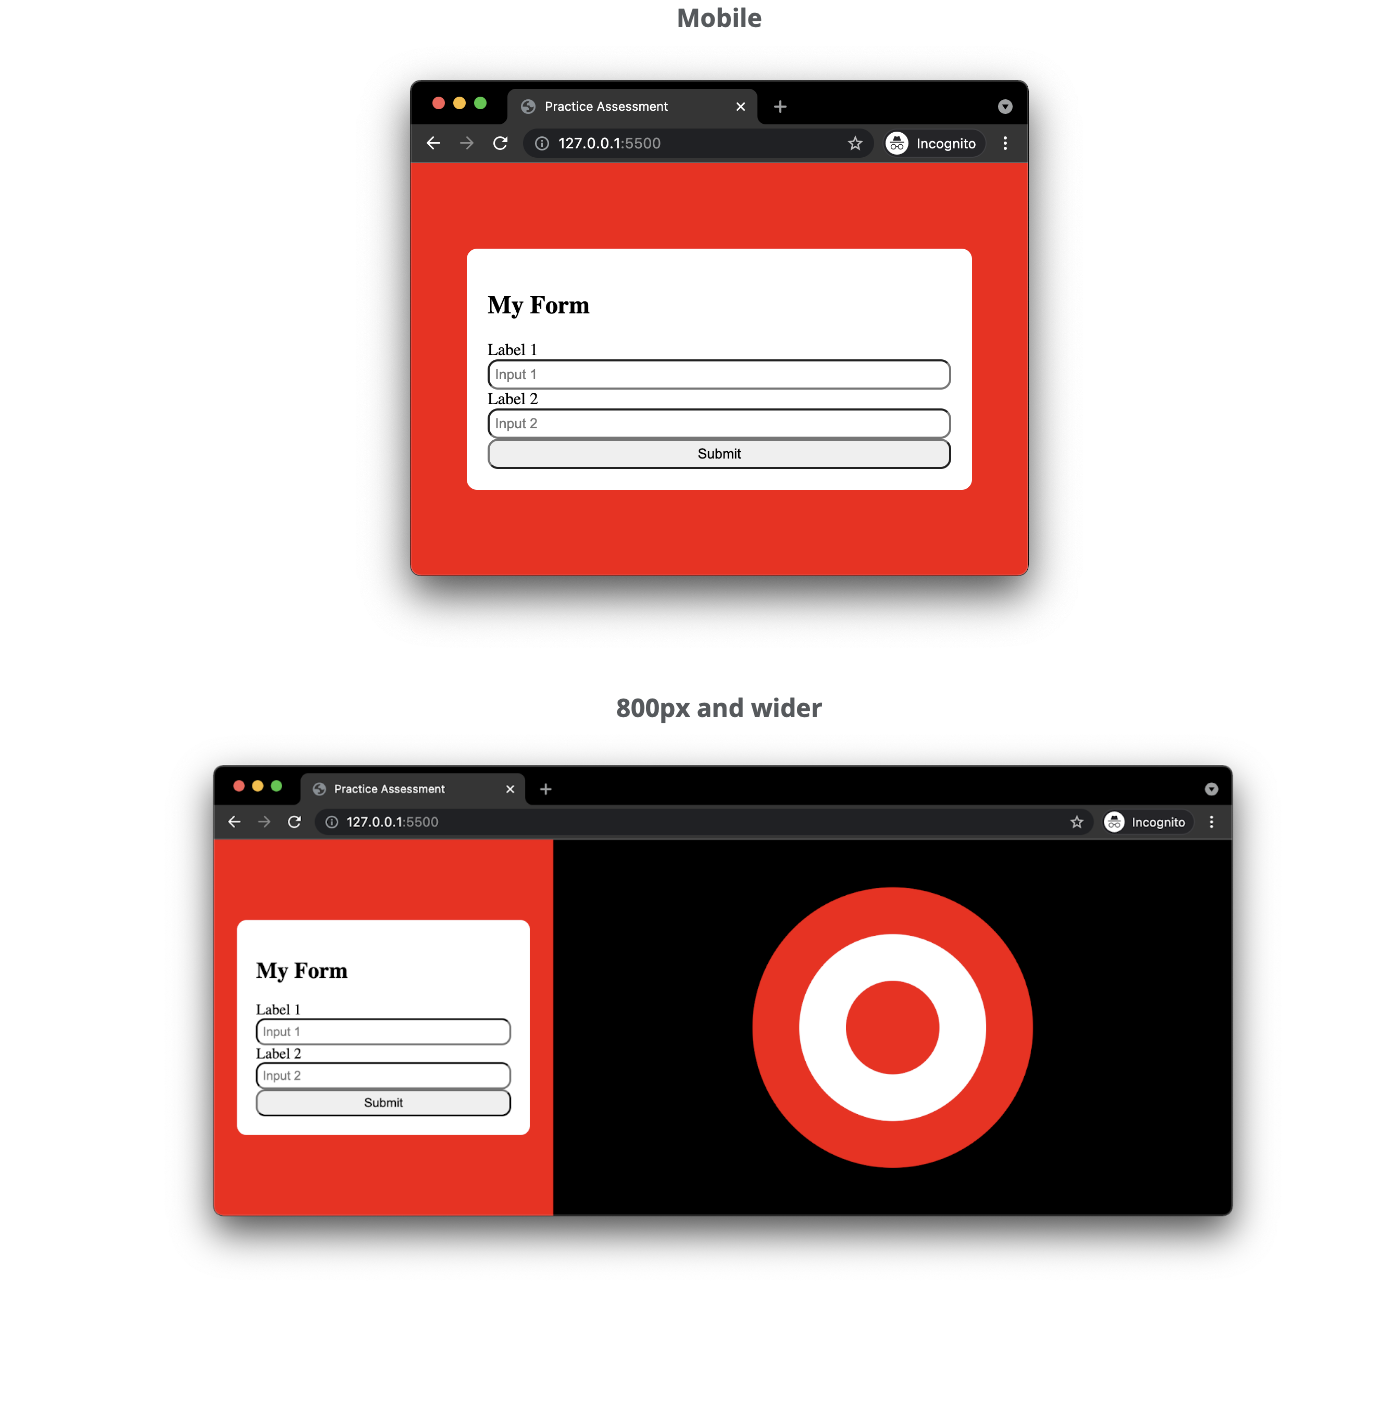 Mobile
Practice Assessment
127.0.0.1:5500
Incognito
My Form
Label 1
Input 1
Label 2
Input 2
Submit
800px and wider
Practice Assessment
127.0.0.1:5500
Incognito
My Form
Label 1
Input 1
Label 2
Input 2
Submit